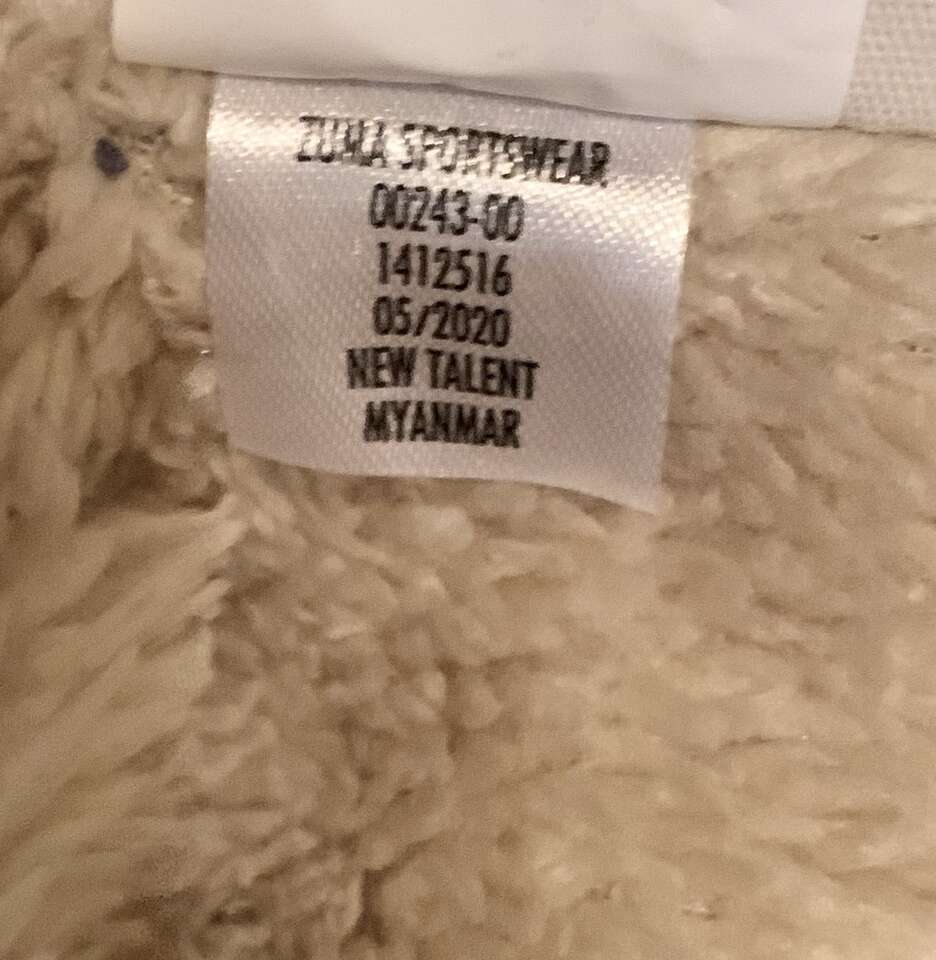 ZUMA SPORTSWEAR
00243-00
1412516
05/2020
NEW TALENT
MYANMAR